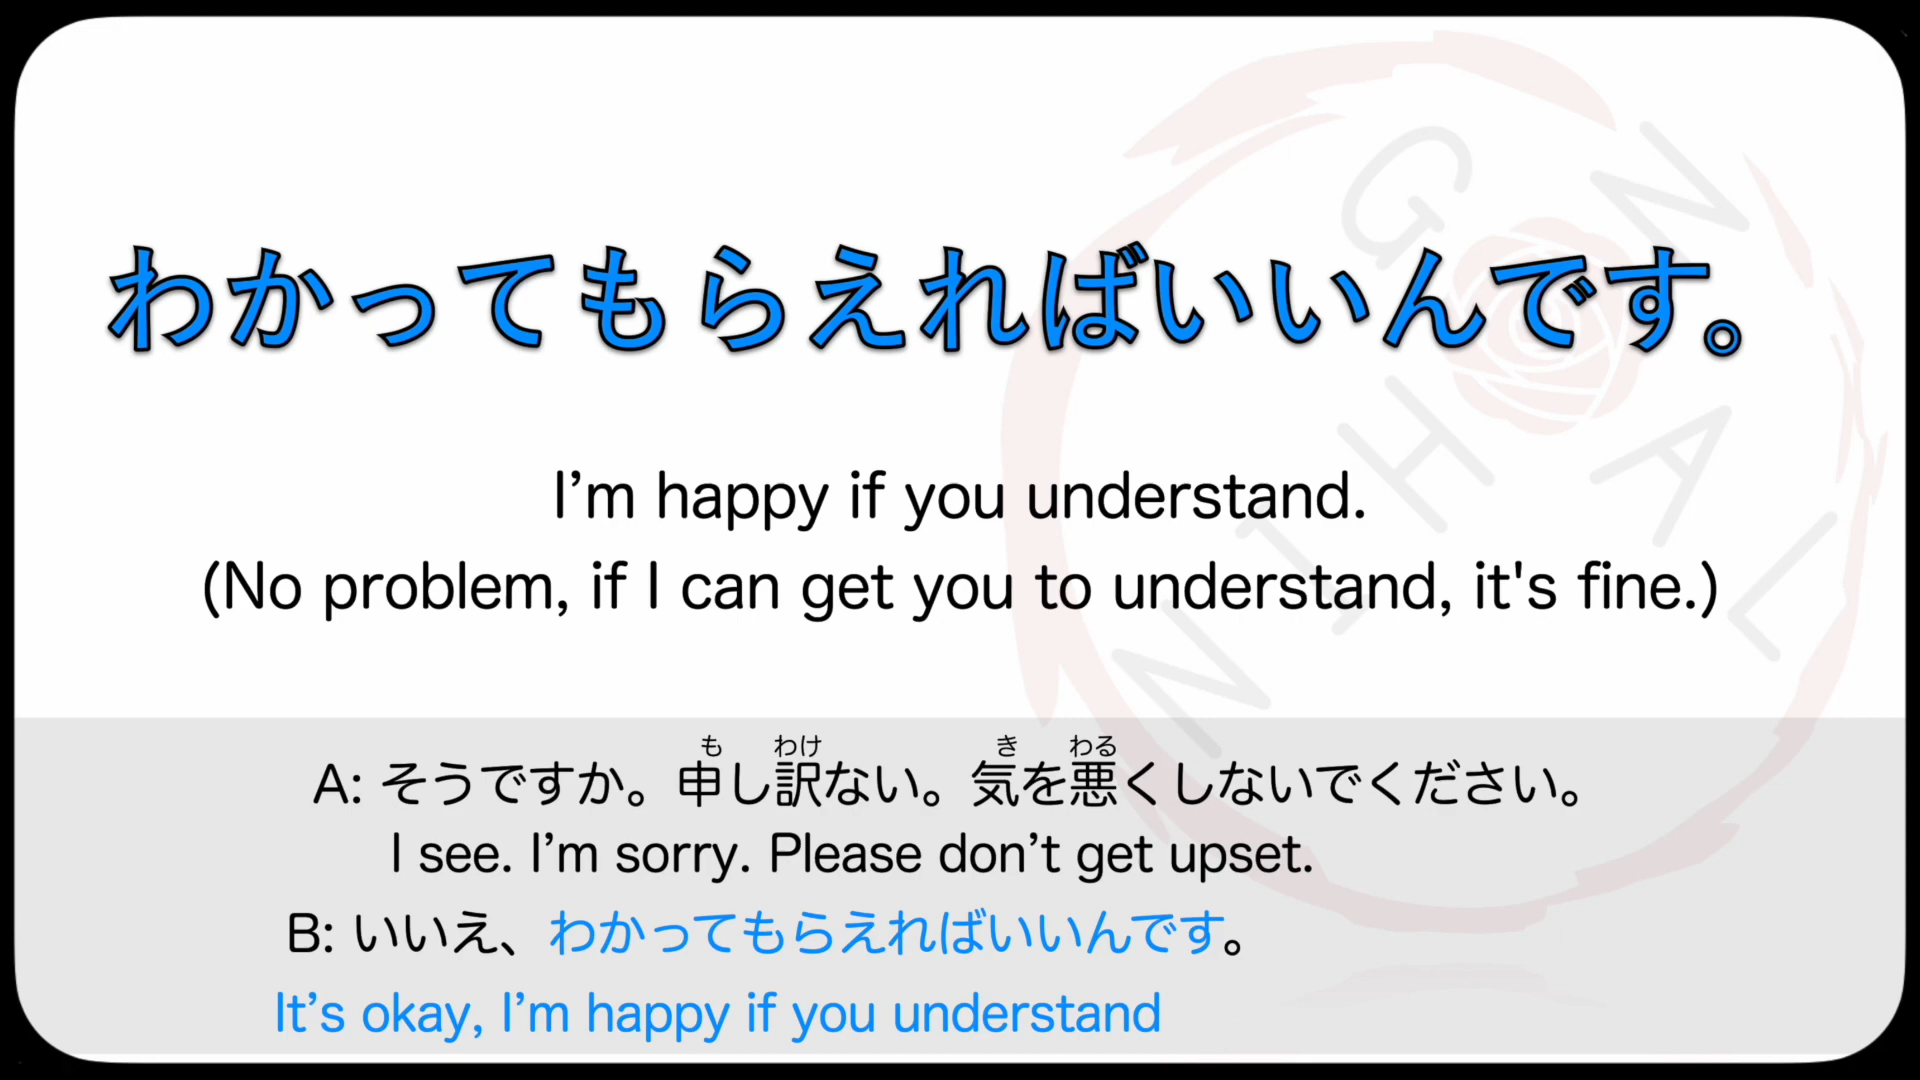 わかってもらえればいいんです。
I’m happy if you understand.
(No problem, if I can get you to understand, it's fine.)
も わけ き わる
A: そうですか。申し訳ない。気を悪くしないでください。
I see. I’m sorry. Please don’t get upset.
B: いいえ、わかってもらえればいいんです。
It’s okay, I’m happy if you understand
NIHON
GO
LAN